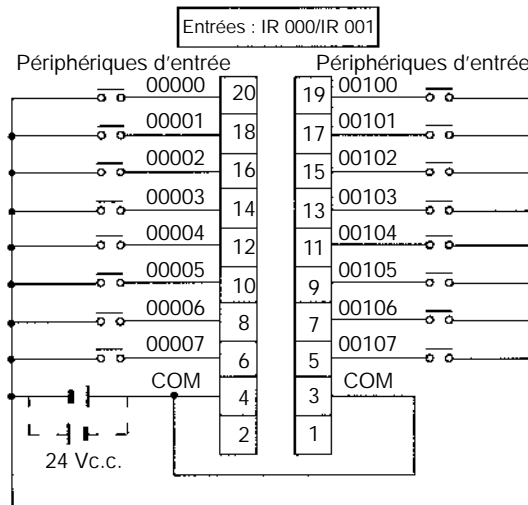 Entrées : IR 000/IR 001
Périphériques d'entrée Périphériques d'entrée
00000 20 19 00100
00001 18 17 00101
00002 16 15 00102
00003 14 13 00103
00004 12 11 00104
00005 10 9 00105
00006 8 7 00106
00007 6 5 00107
COM 4 3 COM
2 1
24 Vc.c.